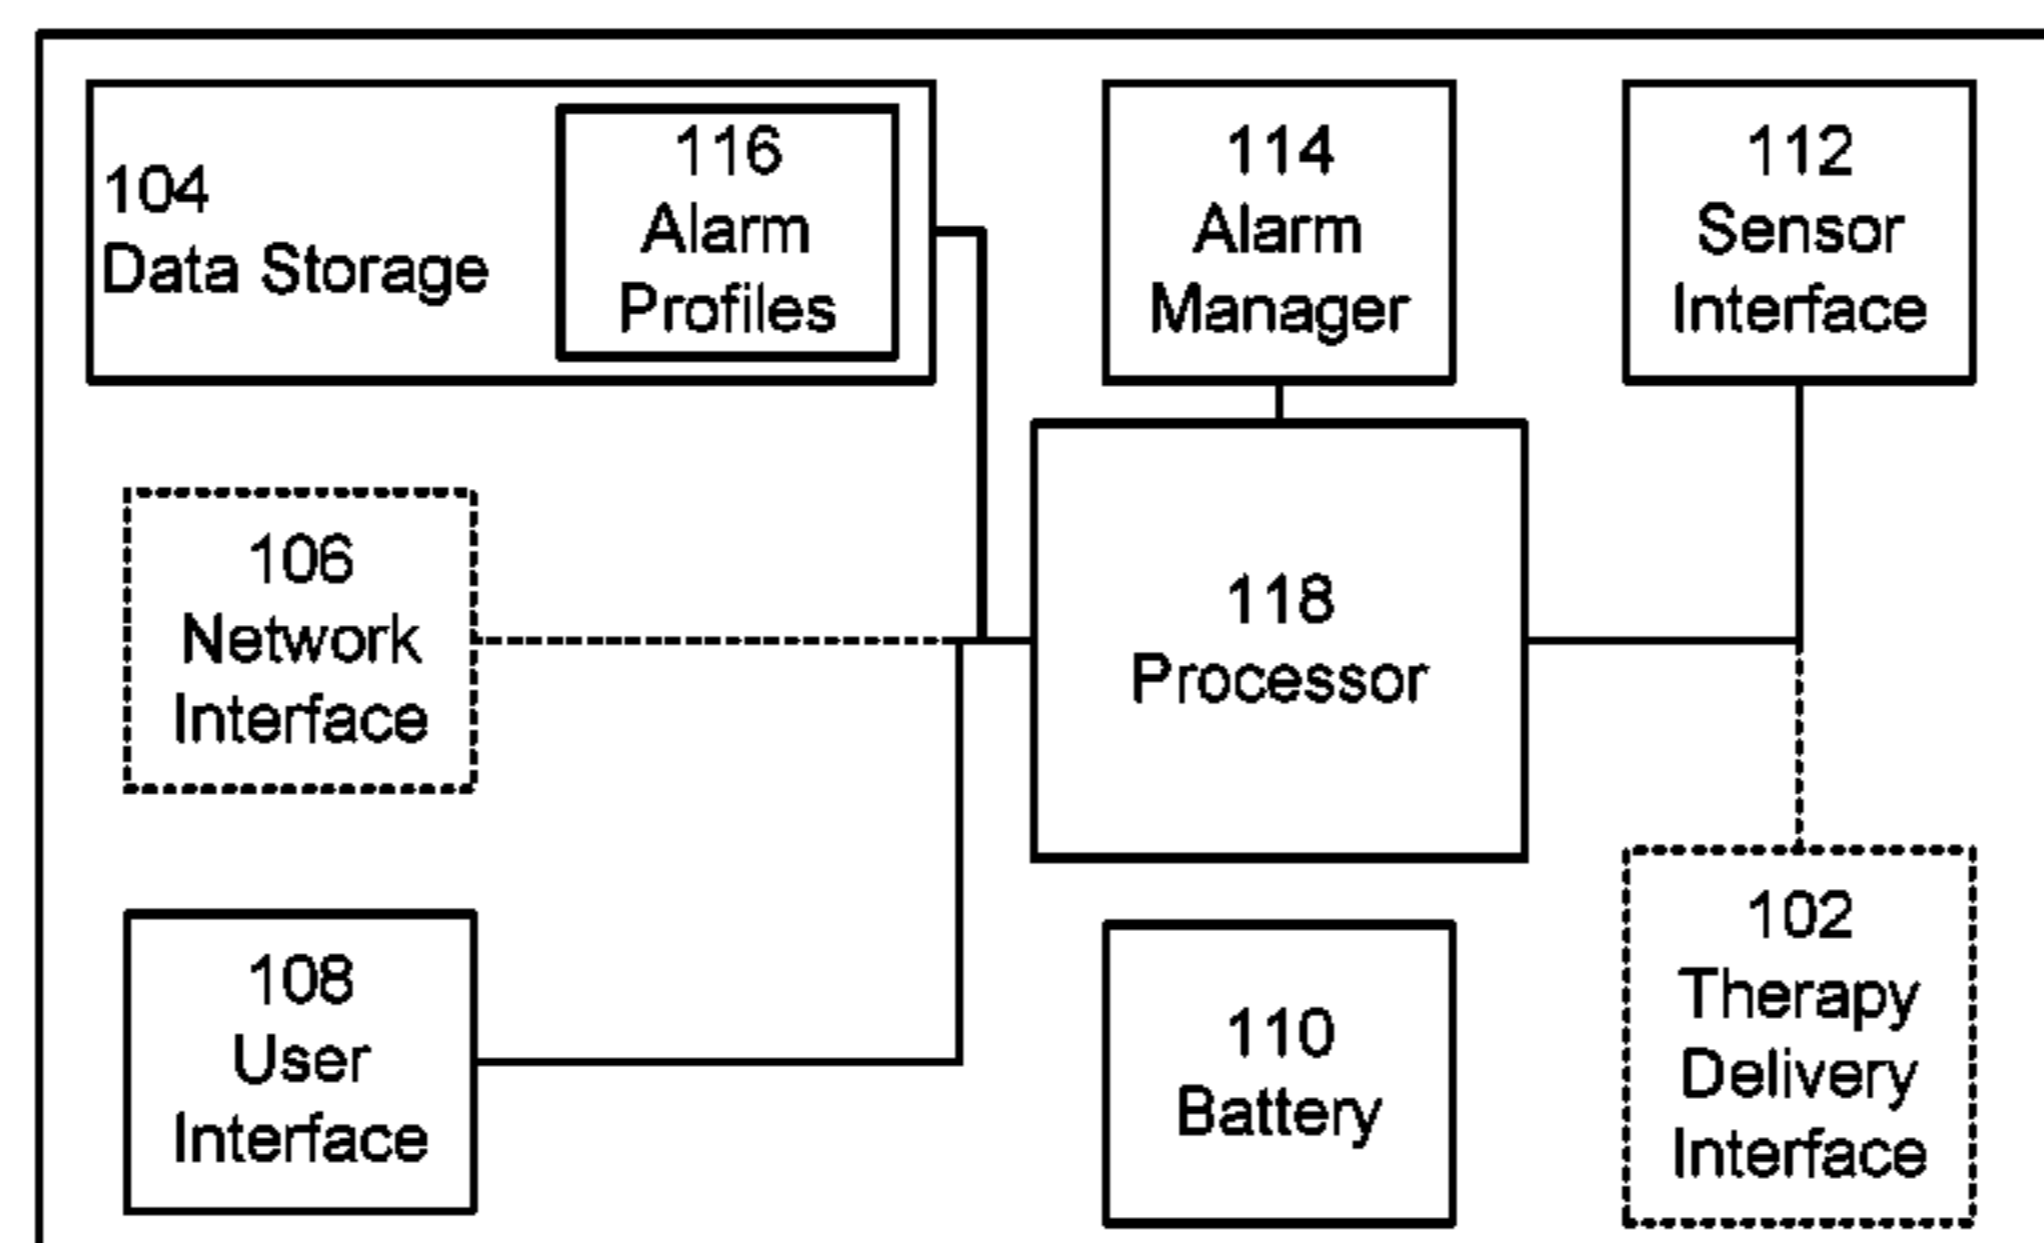 104
Data Storage
116
Alarm
Profiles
114
Alarm
Manager
112
Sensor
Interface
106
Network
Interface
118
Processor
108
User
Interface
110
Battery
102
Therapy
Delivery
Interface